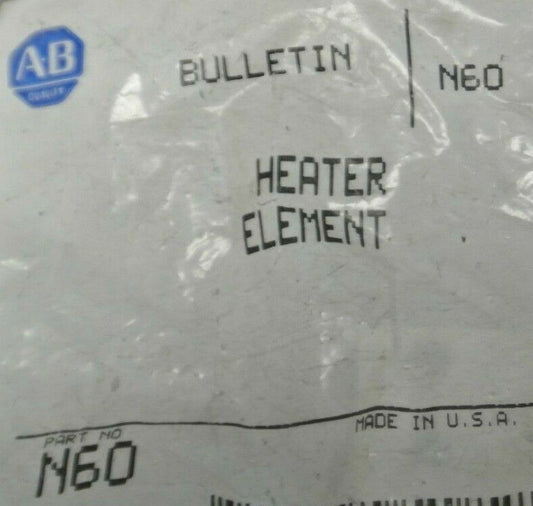 AB
QUALITY
BULLETIN N60
HEATER
ELEMENT
MADE IN U.S.A.
PART NO
N60